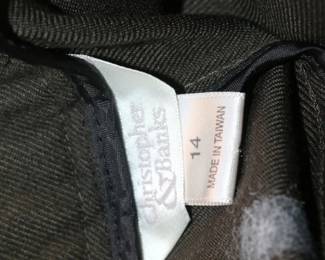 Christopher
&Banks
14
MADE IN TAIWAN